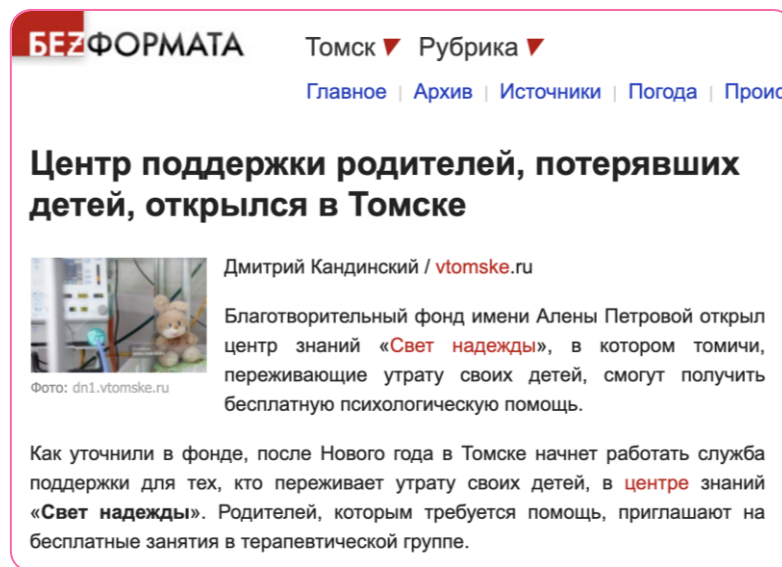 БЕZФОРМАТА
Томск Рубрика
Главное | Архив | Источники | Погода | Проис
Центр поддержки родителей, потерявших
детей, открылся в Томске
Дмитрий Кандинский / vtomske.ru
Благотворительный фонд имени Алены Петровой открыл
центр знаний «Свет надежды», в котором томичи,
переживающие утрату своих детей, смогут получить
бесплатную психологическую помощь.
Фото: dn1.vtomske.ru
Как уточнили в фонде, после Нового года в Томске начнет работать служба
поддержки для тех, кто переживает утрату своих детей, в центре знаний
«Свет надежды». Родителей, которым требуется помощь, приглашают на
бесплатные занятия в терапевтической группе.